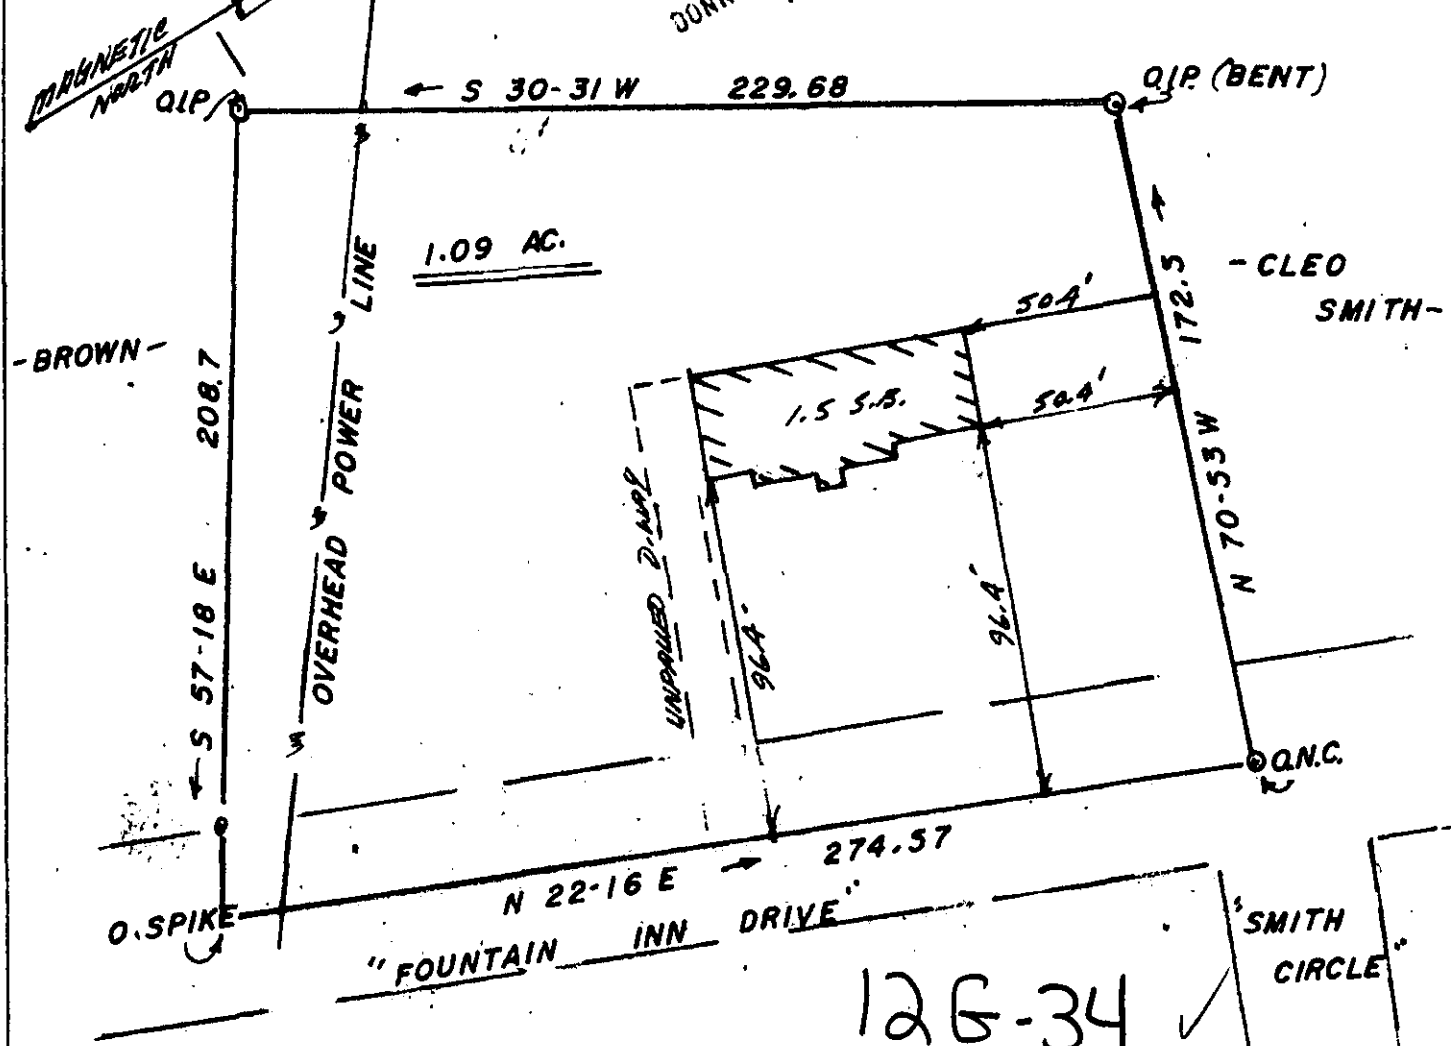 MAGNETIC
NORTH
O.I.P.
← S 30-31 W 229.68
O.I.P. (BENT)
1.09 AC.
- BROWN -
S 57-18 E 208.7
OVERHEAD POWER LINE
50.4'
50.4'
1.5 S.B.
172.5
N 70-53 W
- CLEO
SMITH -
UNPAVED
96.4'
96.4'
O.N.C.
O. SPIKE
N 22-16 E → 274.57
"FOUNTAIN INN DRIVE"
"SMITH
CIRCLE"
12G-34